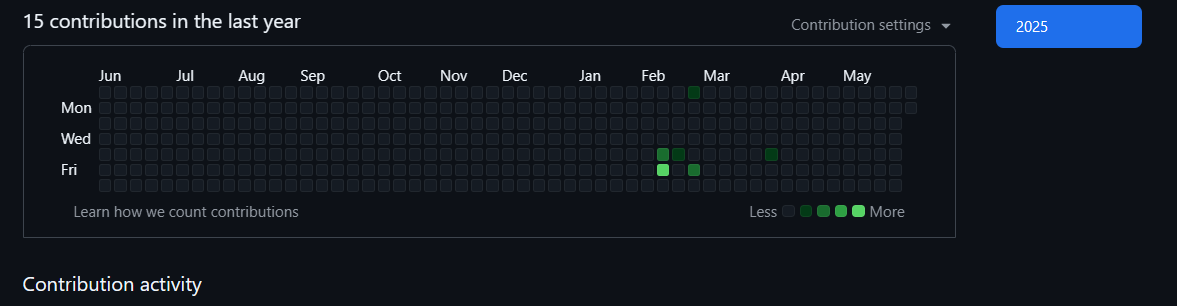 15 contributions in the last year
Contribution settings
2025
Jun Jul Aug Sep Oct Nov Dec Jan Feb Mar Apr May
Mon
Wed
Fri
Learn how we count contributions
Less More
Contribution activity